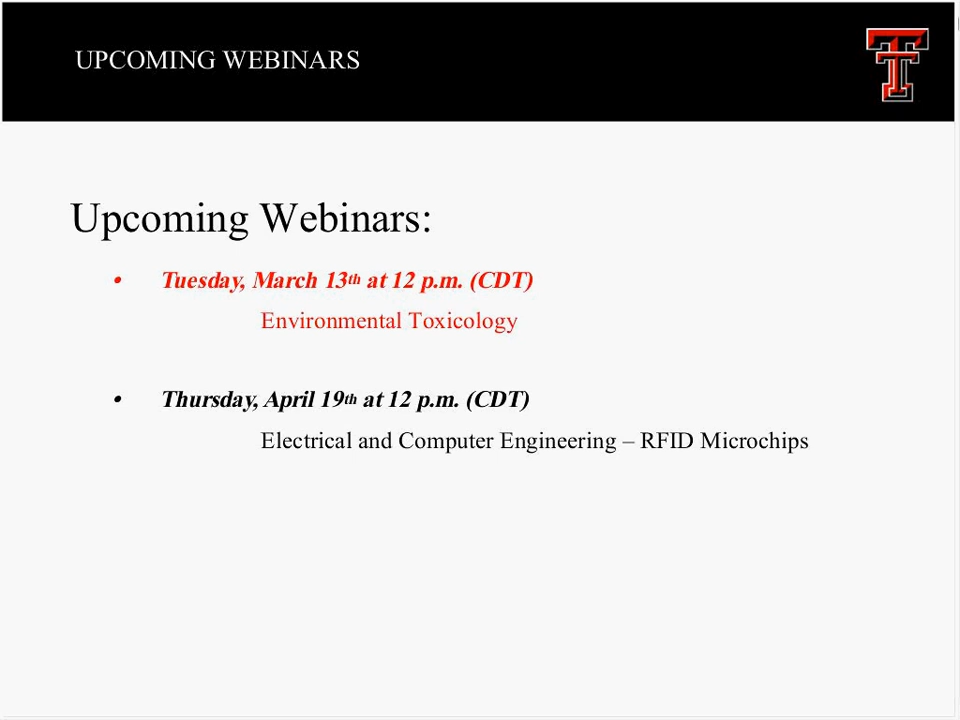 UPCOMING WEBINARS
Upcoming Webinars:
• Tuesday, March 13th at 12 p.m. (CDT)
Environmental Toxicology
• Thursday, April 19th at 12 p.m. (CDT)
Electrical and Computer Engineering – RFID Microchips